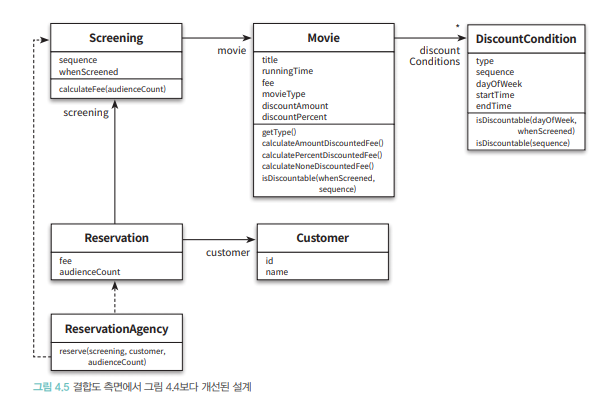 Screening
sequence
whenScreened
calculateFee(audienceCount)
movie
Movie
title
runningTime
fee
movieType
discountAmount
discountPercent
getType()
calculateAmountDiscountedFee()
calculatePercentDiscountedFee()
calculateNoneDiscountedFee()
isDiscountable(whenScreened,
sequence)
*
discount
Conditions
DiscountCondition
type
sequence
dayOfWeek
startTime
endTime
isDiscountable(dayOfWeek,
whenScreened)
isDiscountable(sequence)
screening
Reservation
fee
audienceCount
customer
Customer
id
name
ReservationAgency
reserve(screening, customer,
audienceCount)
그림 4.5 결합도 측면에서 그림 4.4보다 개선된 설계